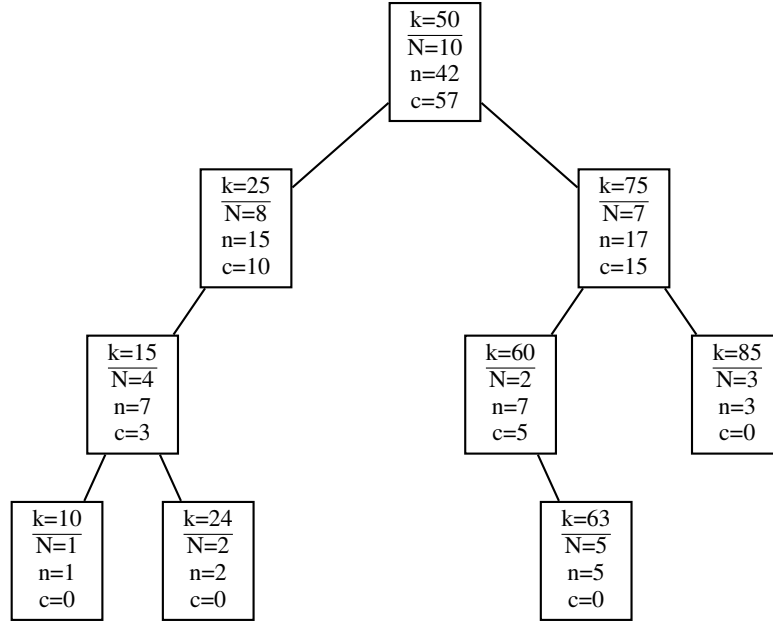 k=50
N=10
n=42
c=57
k=25
N=8
n=15
c=10
k=75
N=7
n=17
c=15
k=15
N=4
n=7
c=3
k=60
N=2
n=7
c=5
k=85
N=3
n=3
c=0
k=10
N=1
n=1
c=0
k=24
N=2
n=2
c=0
k=63
N=5
n=5
c=0